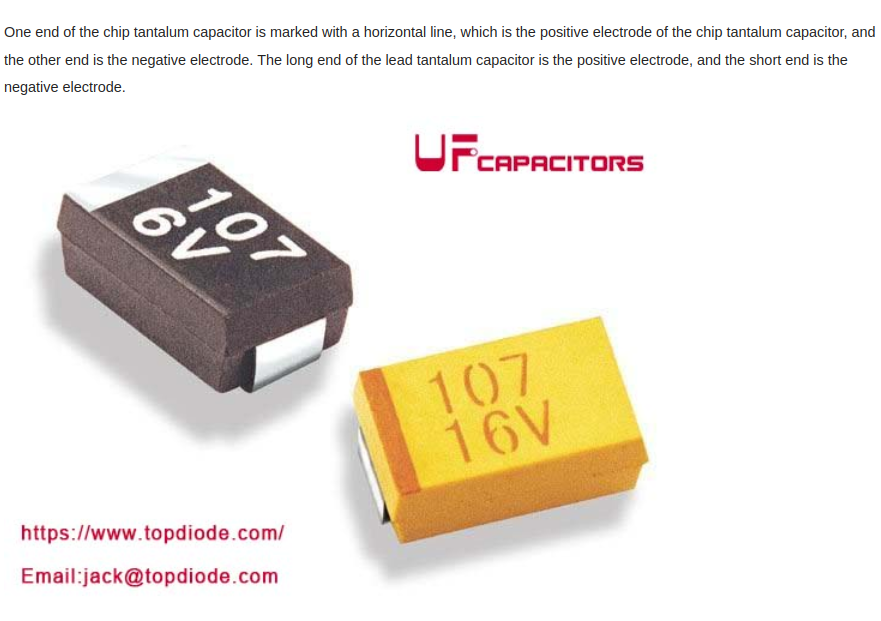 One end of the chip tantalum capacitor is marked with a horizontal line, which is the positive electrode of the chip tantalum capacitor, and
the other end is the negative electrode. The long end of the lead tantalum capacitor is the positive electrode, and the short end is the
negative electrode.
UF CAPACITORS
107
6V
107
16V
https://www.topdiode.com/
Email:jack@topdiode.com